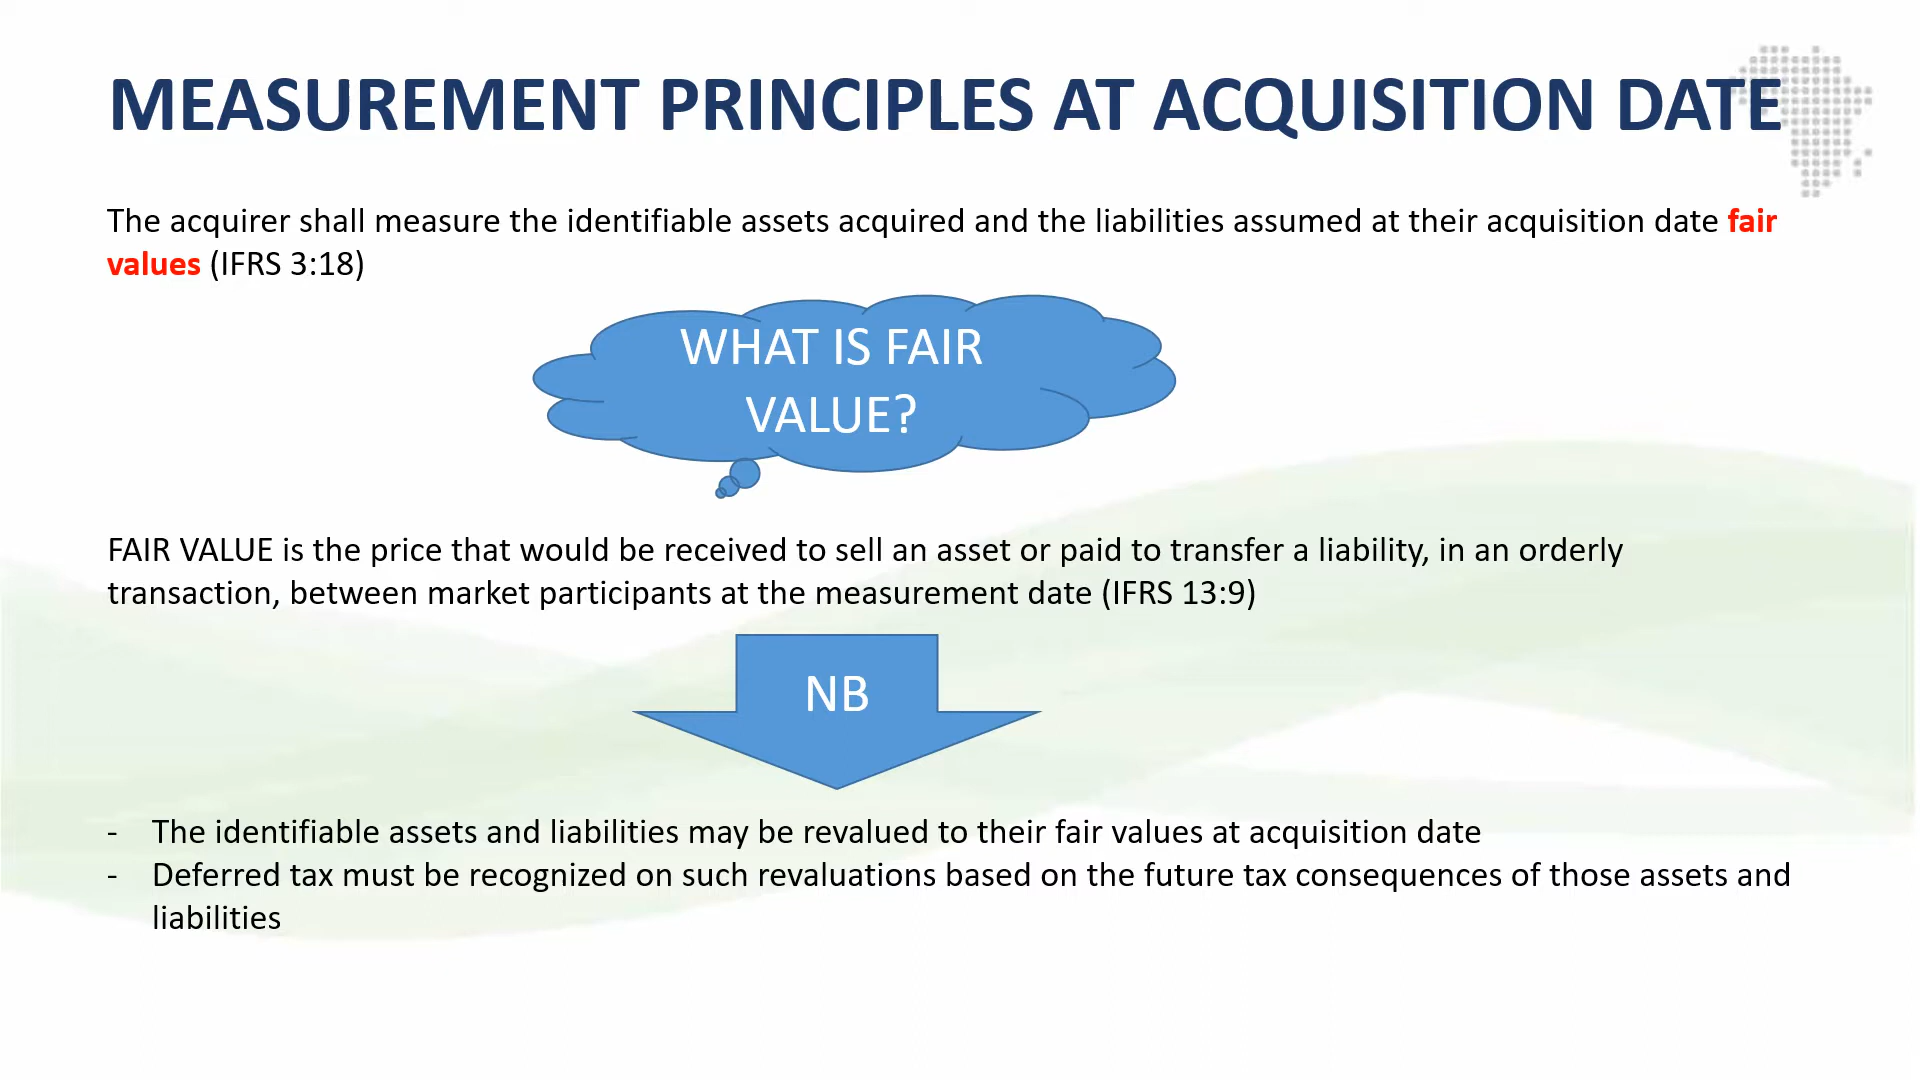 MEASUREMENT PRINCIPLES AT ACQUISITION DATE
The acquirer shall measure the identifiable assets acquired and the liabilities assumed at their acquisition date fair
values (IFRS 3:18)
WHAT IS FAIR
VALUE?
FAIR VALUE is the price that would be received to sell an asset or paid to transfer a liability, in an orderly
transaction, between market participants at the measurement date (IFRS 13:9)
NB
- The identifiable assets and liabilities may be revalued to their fair values at acquisition date
- Deferred tax must be recognized on such revaluations based on the future tax consequences of those assets and
liabilities